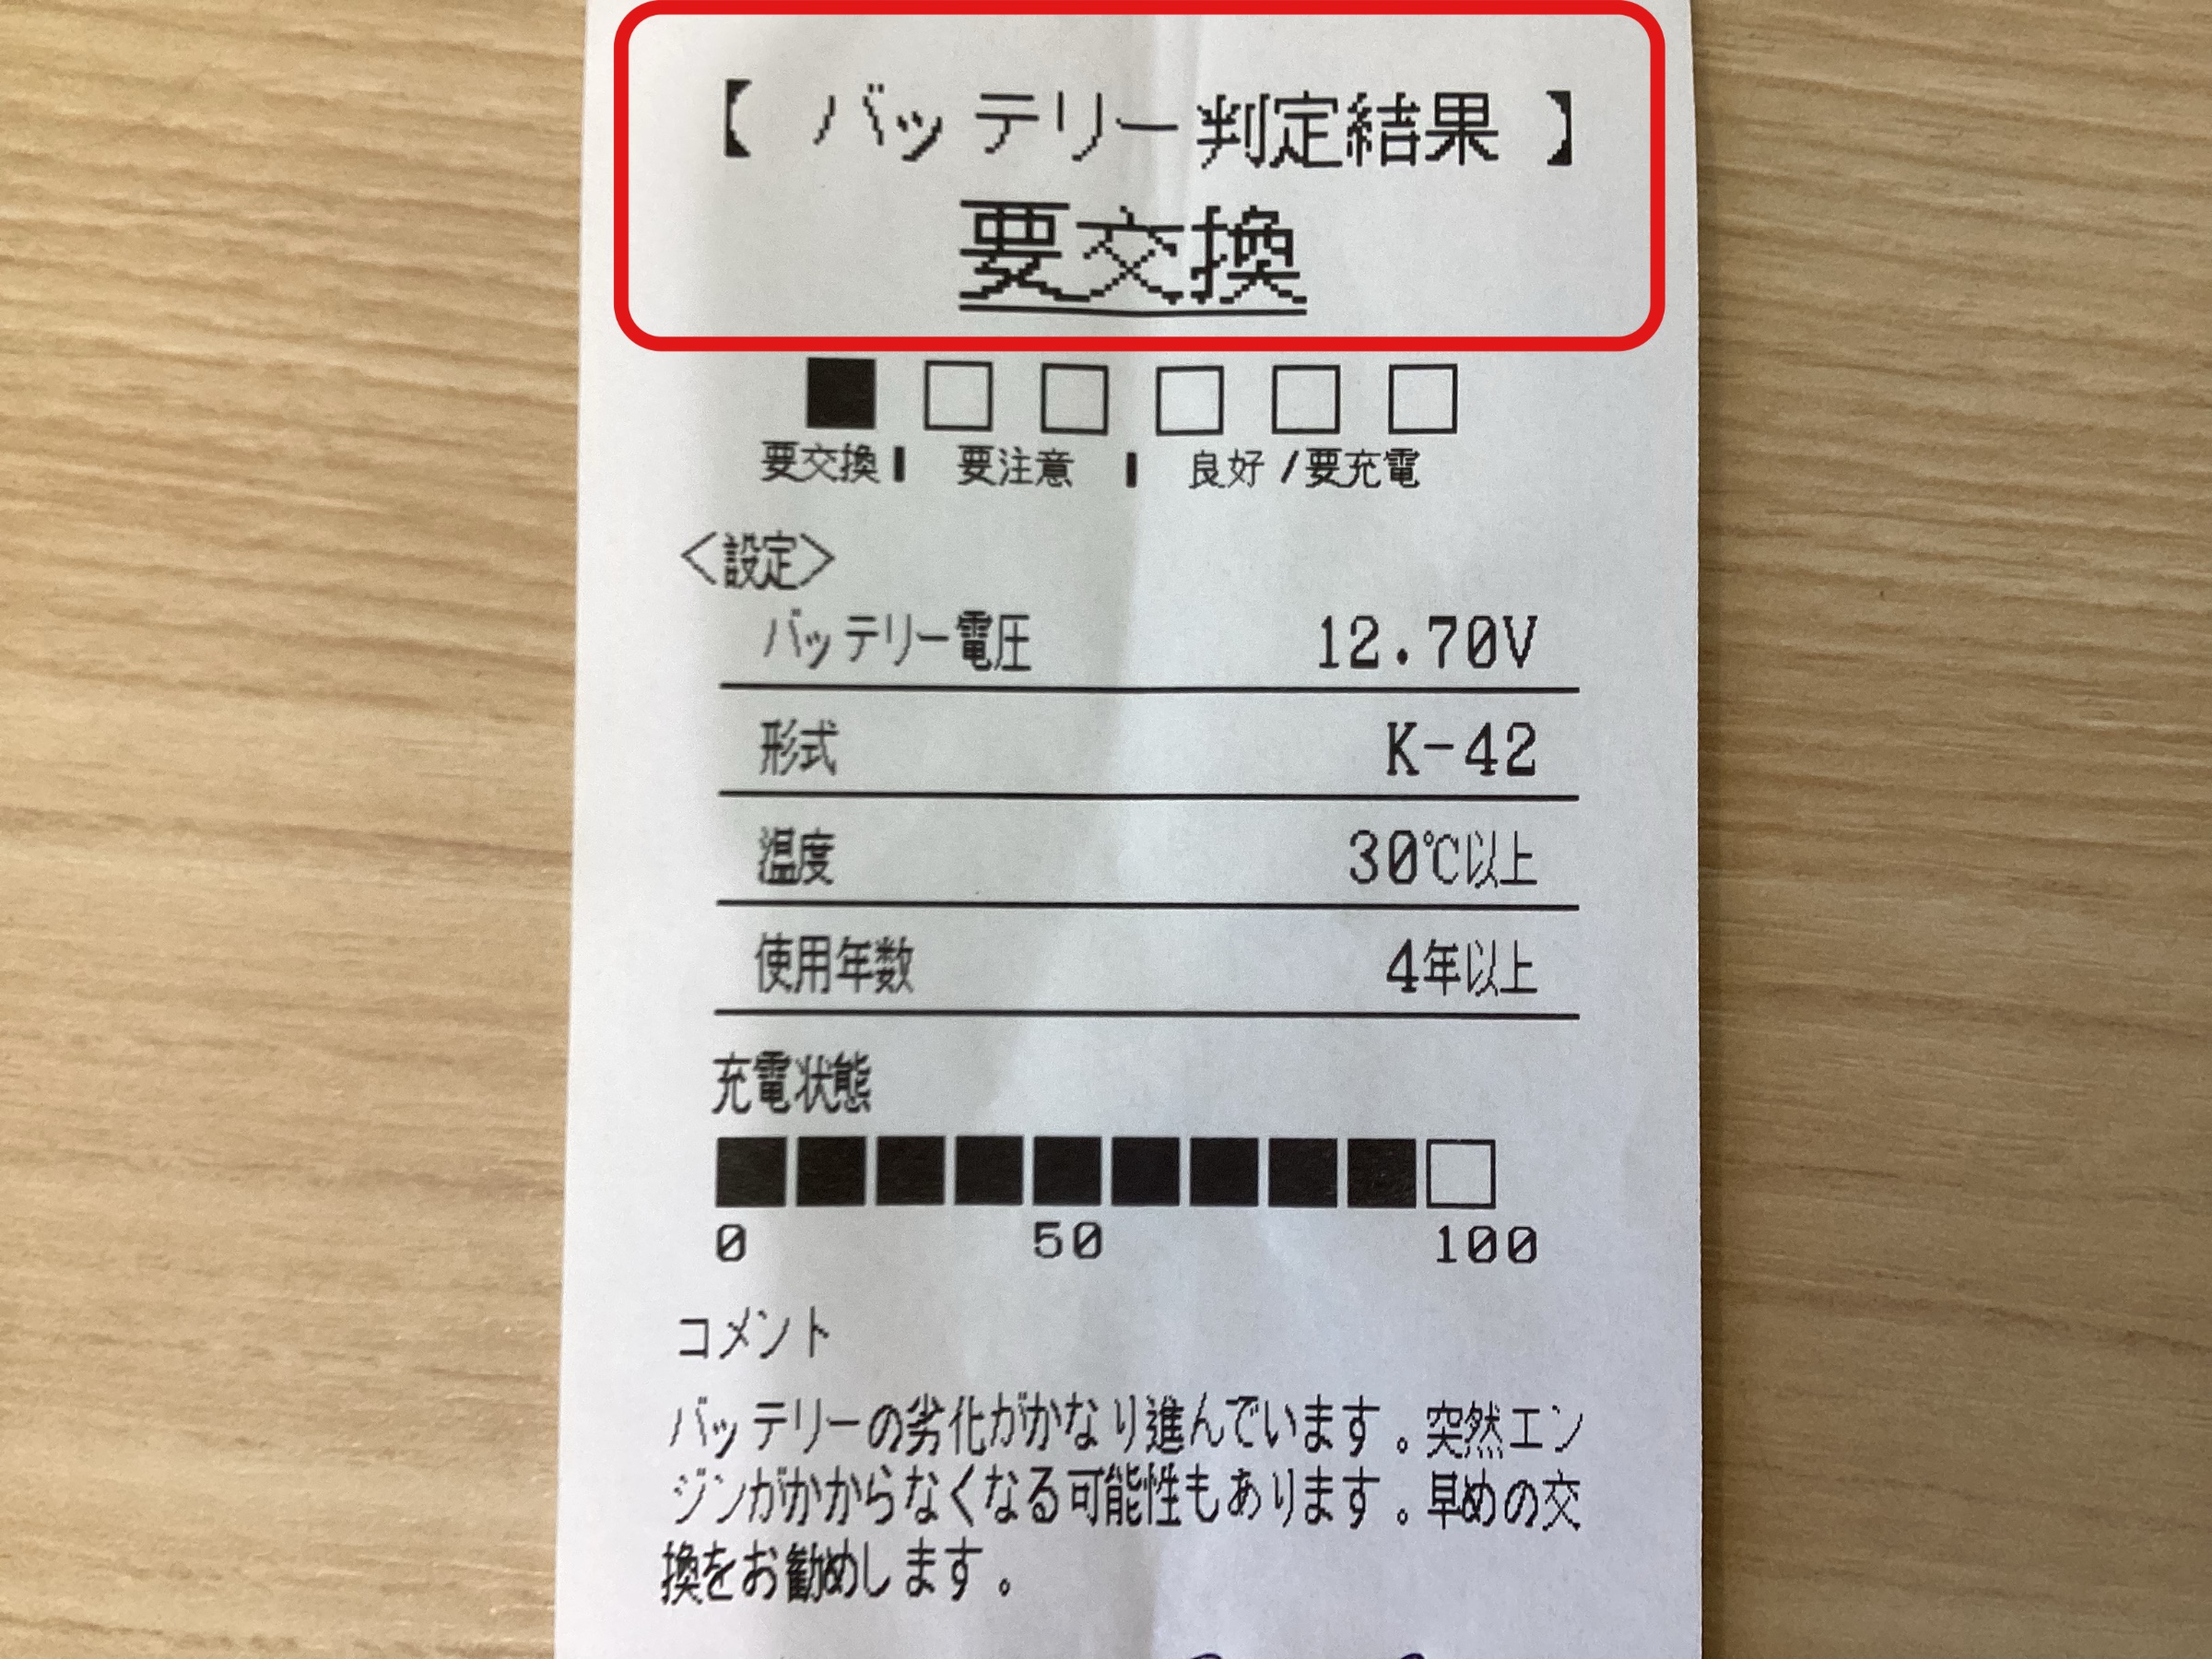 【 バッテリー判定結果 】
要交換
要交換 | 要注意 | 良好/要充電
<設定>
バッテリー電圧 12.70V
形式 K-42
温度 30℃以上
使用年数 4年以上
充電状態
0 50 100
コメント
バッテリーの劣化がかなり進んでいます。突然エン
ジンがかからなくなる可能性もあります。早めの交
換をお勧めします。